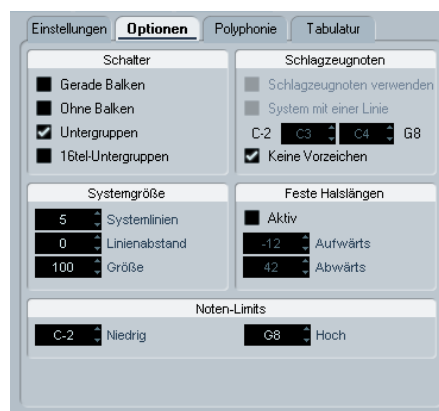 Einstellungen Optionen Polyphonie Tabulatur
Schalter
Gerade Balken
Ohne Balken
Untergruppen
16tel-Untergruppen
Schlagzeugnoten
Schlagzeugnoten verwenden
System mit einer Linie
C-2 C3 C4 G8
Keine Vorzeichen
Systemgröße
5 Systemlinien
0 Linienabstand
100 Größe
Feste Halslängen
Aktiv
-12 Aufwärts
42 Abwärts
Noten-Limits
C-2 Niedrig G8 Hoch